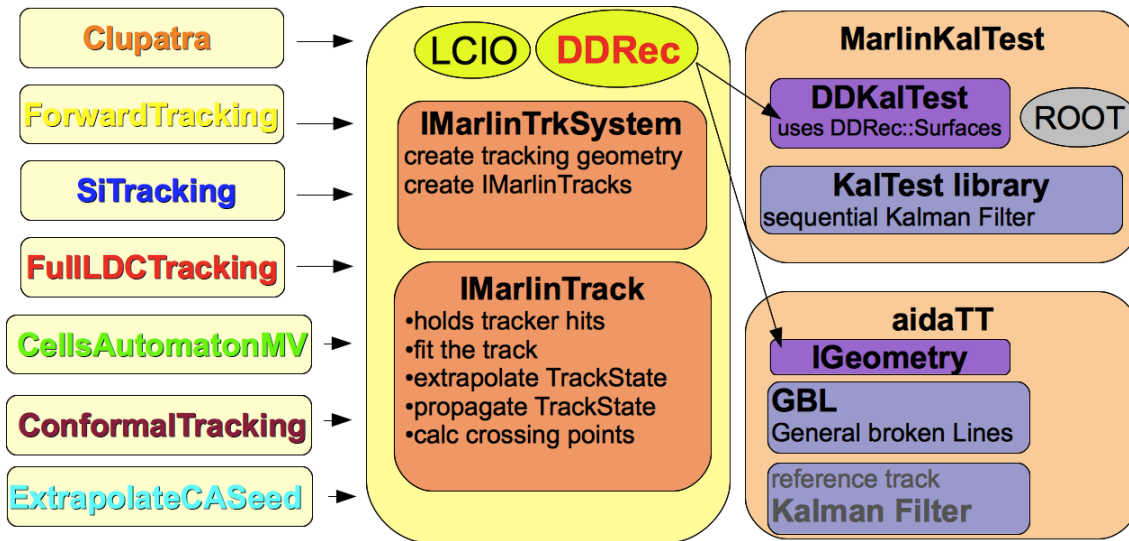 Clupatra
ForwardTracking
SiTracking
FullLDCTracking
CellsAutomatonMV
ConformalTracking
ExtrapolateCASeed
LCIO
DDRec
IMarlinTrkSystem
create tracking geometry
create IMarlinTracks
IMarlinTrack
•holds tracker hits
•fit the track
•extrapolate TrackState
•propagate TrackState
•calc crossing points
MarlinKalTest
DDKalTest
uses DDRec::Surfaces
ROOT
KalTest library
sequential Kalman Filter
aidaTT
IGeometry
GBL
General broken Lines
reference track
Kalman Filter